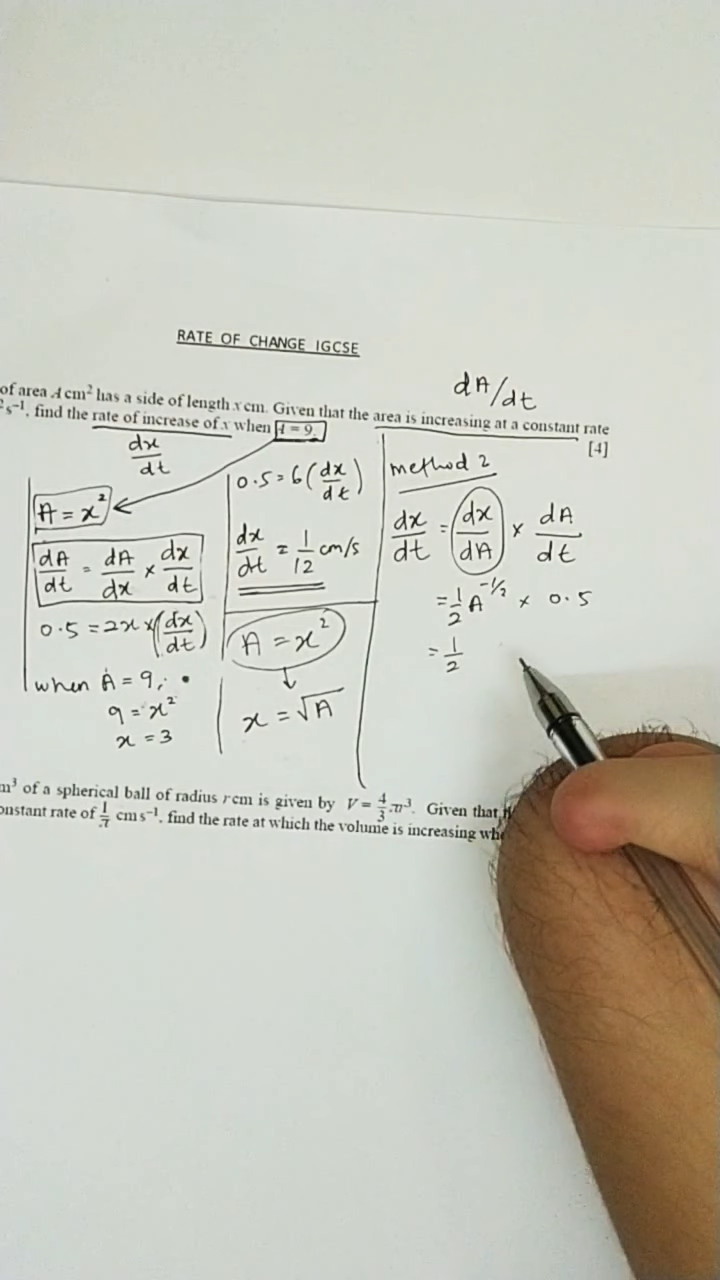 RATE OF CHANGE IGCSE
dA/dt
of area A cm² has a side of length x cm. Given that the area is increasing at a constant rate
s⁻¹, find the rate of increase of x when A = 9.
[4]
dx/dt
A = x²
dA/dt = dA/dx × dx/dt
0.5 = 2x × (dx/dt)
when A = 9,
9 = x²
x = 3
0.5 = 6 (dx/dt)
dx/dt = 1/12 cm/s
A = x²
↓
x = √A
method 2
dx/dt = dx/dA × dA/dt
= 1/2 A^(-1/2) × 0.5
= 1/2
m³ of a spherical ball of radius r cm is given by V = 4/3 πr³. Given that
onstant rate of 1/π cm s⁻¹, find the rate at which the volume is increasing